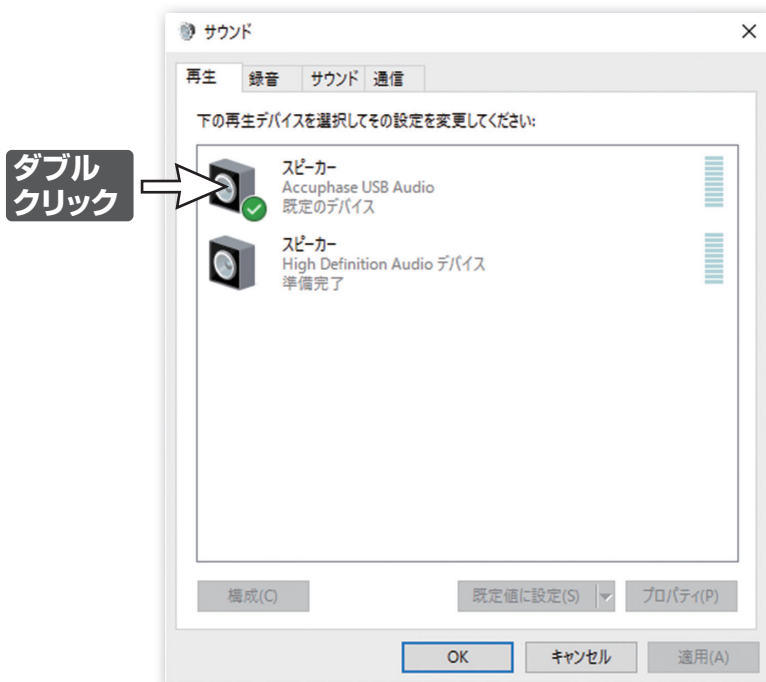 サウンド
再生 録音 サウンド 通信
下の再生デバイスを選択してその設定を変更してください:
ダブル
クリック
スピーカー
Accuphase USB Audio
既定のデバイス
スピーカー
High Definition Audio デバイス
準備完了
構成(C) 既定値に設定(S) プロパティ(P)
OK キャンセル 適用(A)